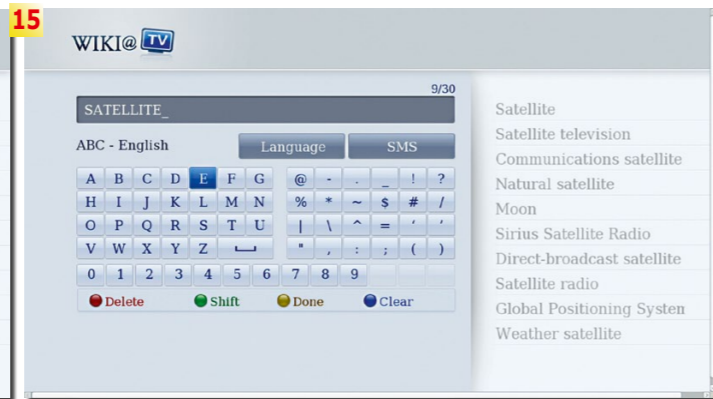 15
WIKI@ TV
9/30
SATELLITE_
ABC - English Language SMS
A B C D E F G @ - . _ ! ?
H I J K L M N % * ~ $ # /
O P Q R S T U | \ ^ = ‘ ‘
V W X Y Z " , : ; ( )
0 1 2 3 4 5 6 7 8 9
Delete Shift Done Clear
Satellite
Satellite television
Communications satellite
Natural satellite
Moon
Sirius Satellite Radio
Direct-broadcast satellite
Satellite radio
Global Positioning Systen
Weather satellite